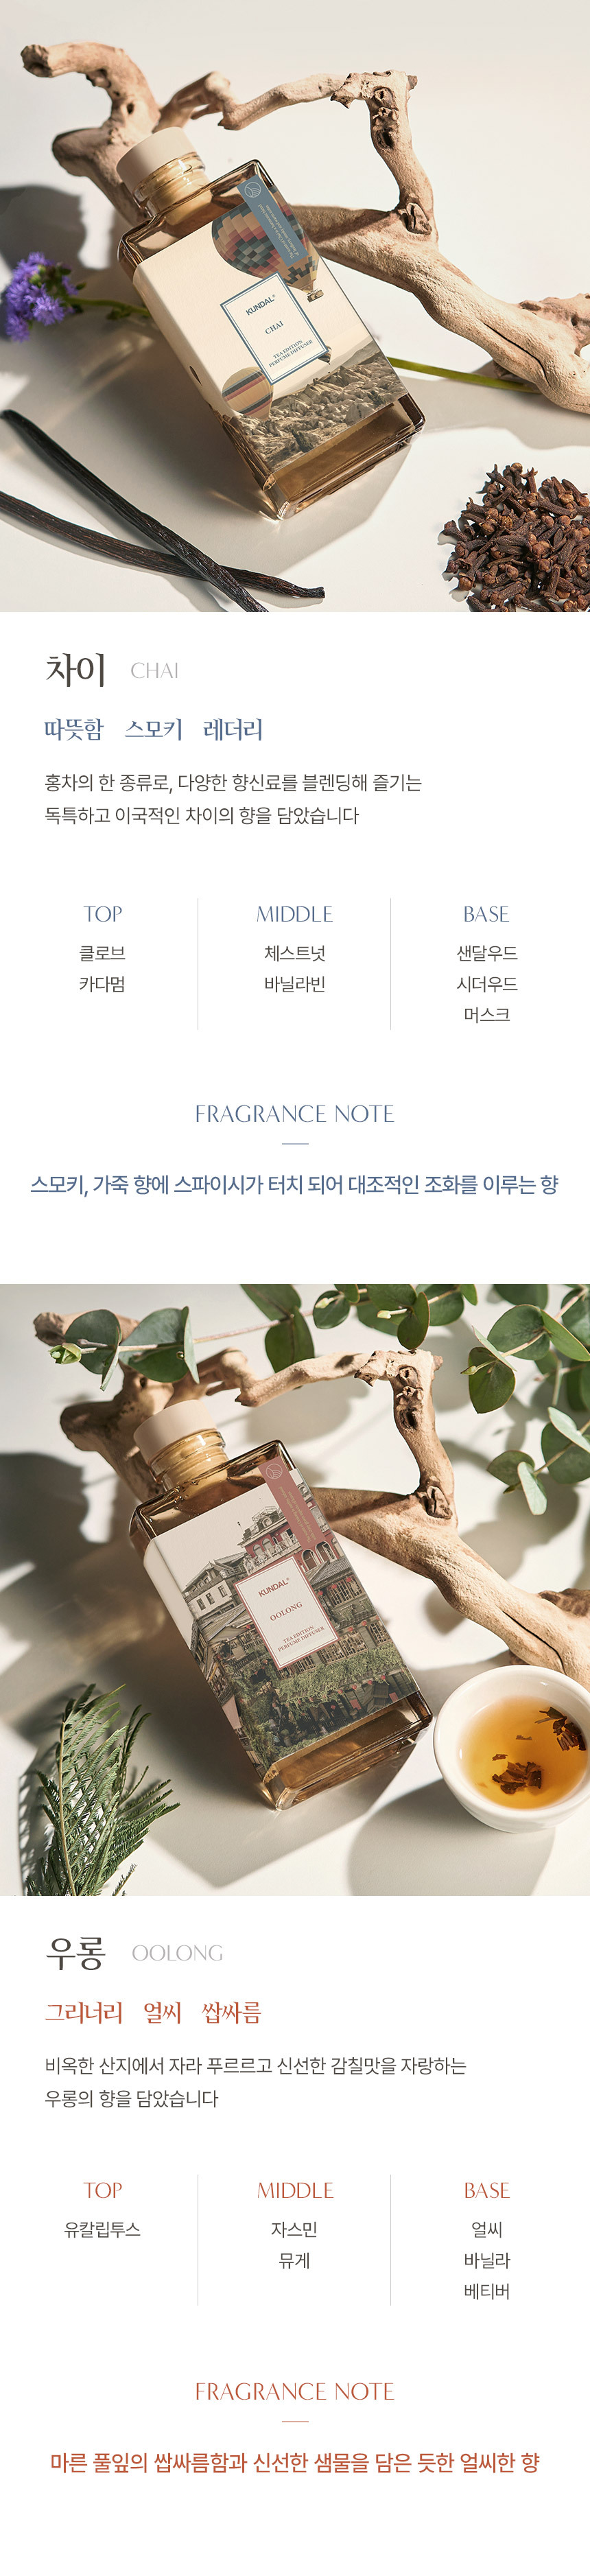 KUNDAL
CHAI
TEA EDITION
PERFUME DIFFUSER
차이 CHAI
따뜻함 스모키 레더리
홍차의 한 종류로, 다양한 향신료를 블렌딩해 즐기는
독특하고 이국적인 차이의 향을 담았습니다
TOP
클로브
카다멈
MIDDLE
체스트넛
바닐라빈
BASE
샌달우드
시더우드
머스크
FRAGRANCE NOTE
스모키, 가죽 향에 스파이시가 터치 되어 대조적인 조화를 이루는 향
KUNDAL
OOLONG
TEA EDITION
PERFUME DIFFUSER
우롱 OOLONG
그리너리 얼씨 쌉싸름
비옥한 산지에서 자라 푸르르고 신선한 감칠맛을 자랑하는
우롱의 향을 담았습니다
TOP
유칼립투스
MIDDLE
자스민
뮤게
BASE
얼씨
바닐라
베티버
FRAGRANCE NOTE
마른 풀잎의 쌉싸름함과 신선한 샘물을 담은 듯한 얼씨한 향